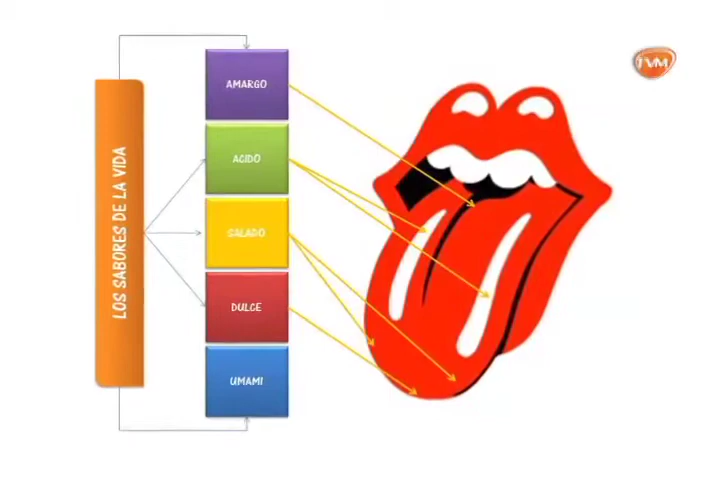 LOS SABORES DE LA VIDA
AMARGO
ACIDO
SALADO
DULCE
UMAMI
TVM